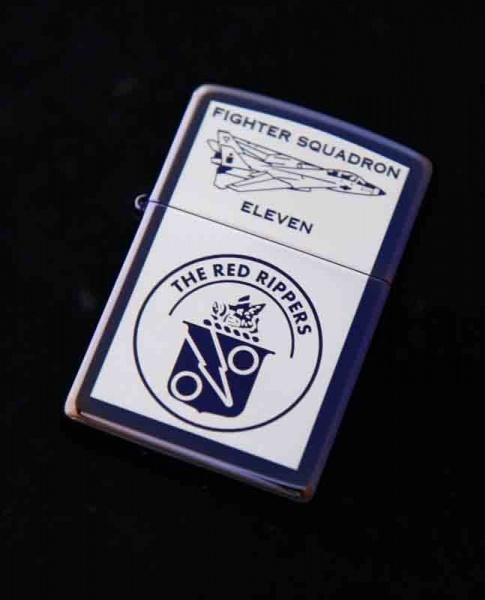 FIGHTER SQUADRON
ELEVEN
THE RED RIPPERS